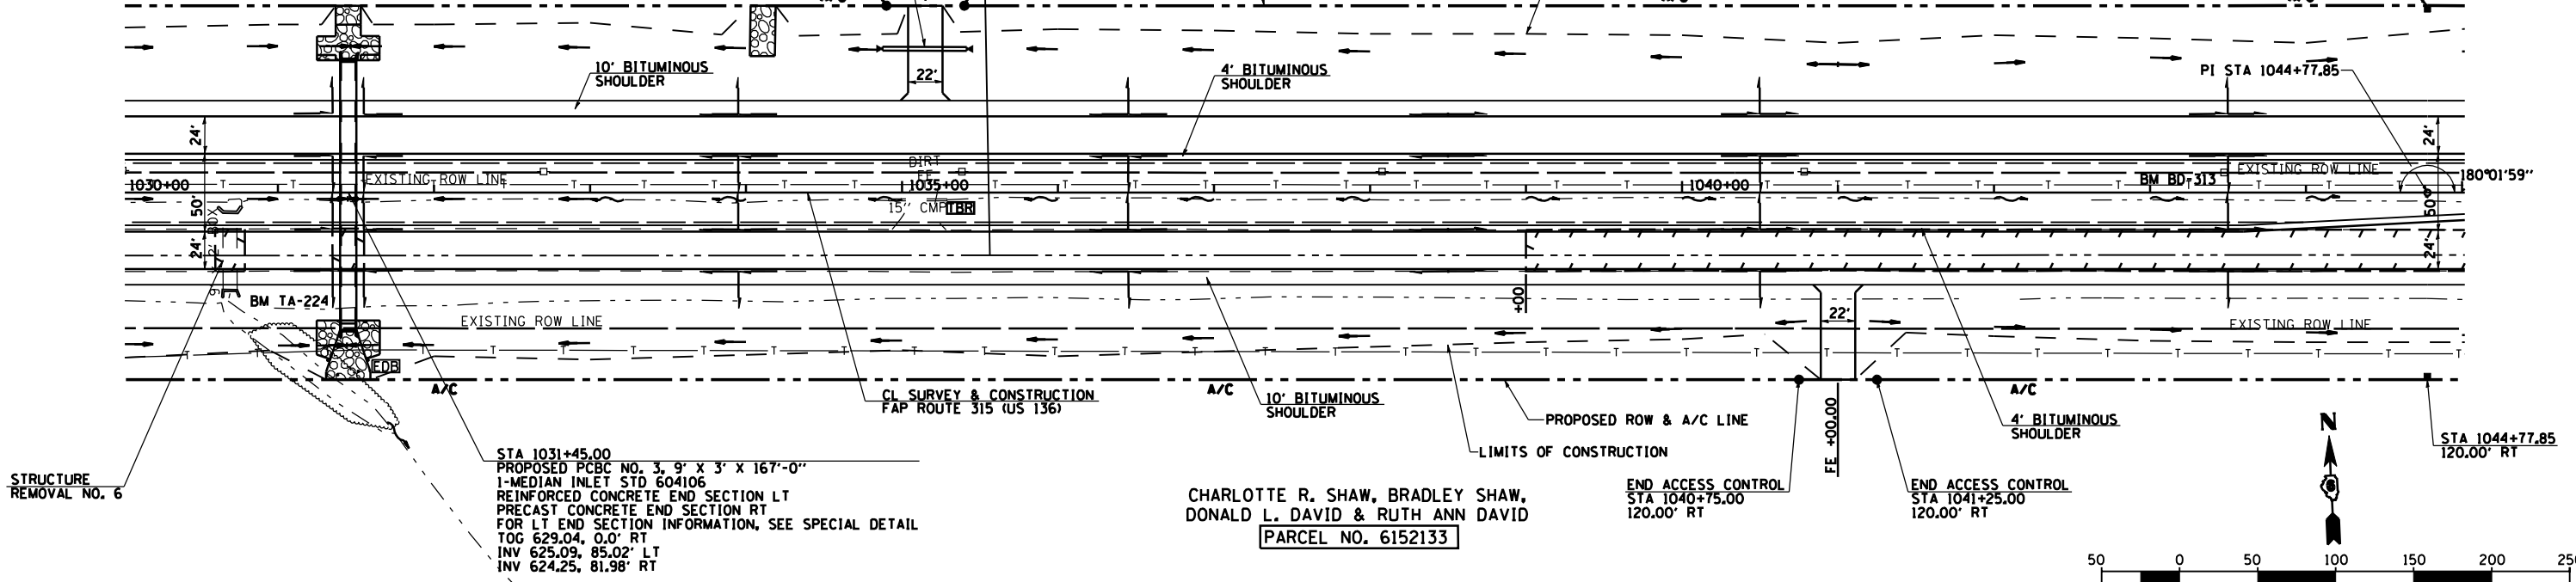 10' BITUMINOUS
SHOULDER
22'
4' BITUMINOUS
SHOULDER
PI STA 1044+77.85
24'
24'
DIRT
FE
EXISTING ROW LINE
EXISTING ROW LINE
1030+00
1035+00
1040+00
BM BD-313
180°01'59"
50'
15" CMP TBR
50'
24'
24'
BM TA-224
+00
22'
EXISTING ROW LINE
EXISTING ROW LINE
EDB
A/C
A/C
A/C
CL SURVEY & CONSTRUCTION
FAP ROUTE 315 (US 136)
10' BITUMINOUS
SHOULDER
PROPOSED ROW & A/C LINE
LIMITS OF CONSTRUCTION
FE +00.00
4' BITUMINOUS
SHOULDER
N
STA 1044+77.85
120.00' RT
STRUCTURE
REMOVAL NO. 6
STA 1031+45.00
PROPOSED PCBC NO. 3, 9' X 3' X 167'-0"
1-MEDIAN INLET STD 604106
REINFORCED CONCRETE END SECTION LT
PRECAST CONCRETE END SECTION RT
FOR LT END SECTION INFORMATION, SEE SPECIAL DETAIL
TOG 629.04, 0.0' RT
INV 625.09, 85.02' LT
INV 624.25, 81.98' RT
CHARLOTTE R. SHAW, BRADLEY SHAW,
DONALD L. DAVID & RUTH ANN DAVID
PARCEL NO. 6152133
END ACCESS CONTROL
STA 1040+75.00
120.00' RT
END ACCESS CONTROL
STA 1041+25.00
120.00' RT
50 0 50 100 150 200